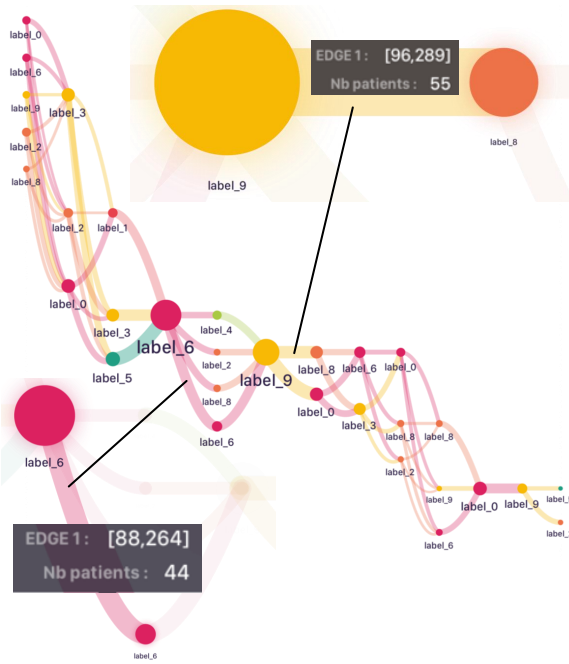 label_0
label_6
label_9
label_3
label_2
label_8
label_2
label_1
label_0
label_3
label_6
label_5
EDGE 1 : [96,289]
Nb patients : 55
label_8
label_9
label_4
label_2
label_8
label_6
label_9
label_8
label_6
label_0
label_0
label_3
label_8
label_8
label_2
label_9
label_0
label_9
label_6
label_6
EDGE 1 : [88,264]
Nb patients : 44
label_6